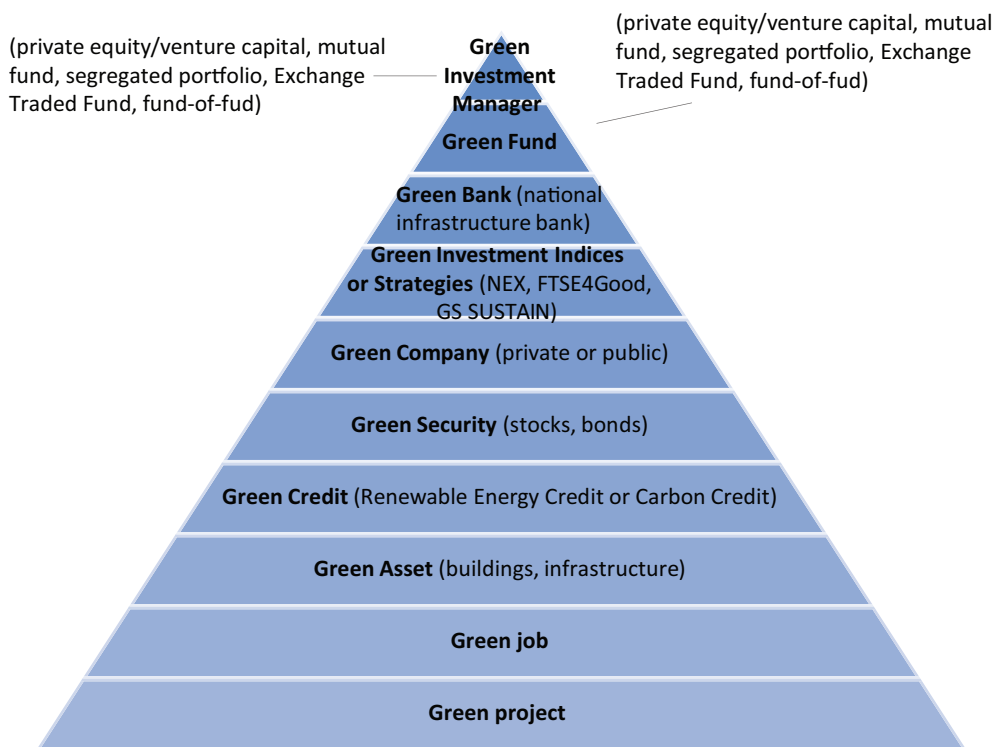 (private equity/venture capital, mutual
fund, segregated portfolio, Exchange
Traded Fund, fund-of-fud)
(private equity/venture capital, mutual
fund, segregated portfolio, Exchange
Traded Fund, fund-of-fud)
Green
Investment
Manager
Green Fund
Green Bank (national
infrastructure bank)
Green Investment Indices
or Strategies (NEX, FTSE4Good,
GS SUSTAIN)
Green Company (private or public)
Green Security (stocks, bonds)
Green Credit (Renewable Energy Credit or Carbon Credit)
Green Asset (buildings, infrastructure)
Green job
Green project